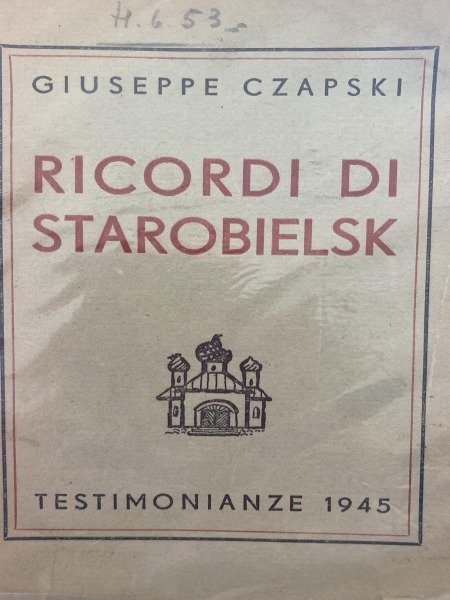 H.6.53-
GIUSEPPE CZAPSKI
RICORDI DI
STAROBIELSK
TESTIMONIANZE 1945